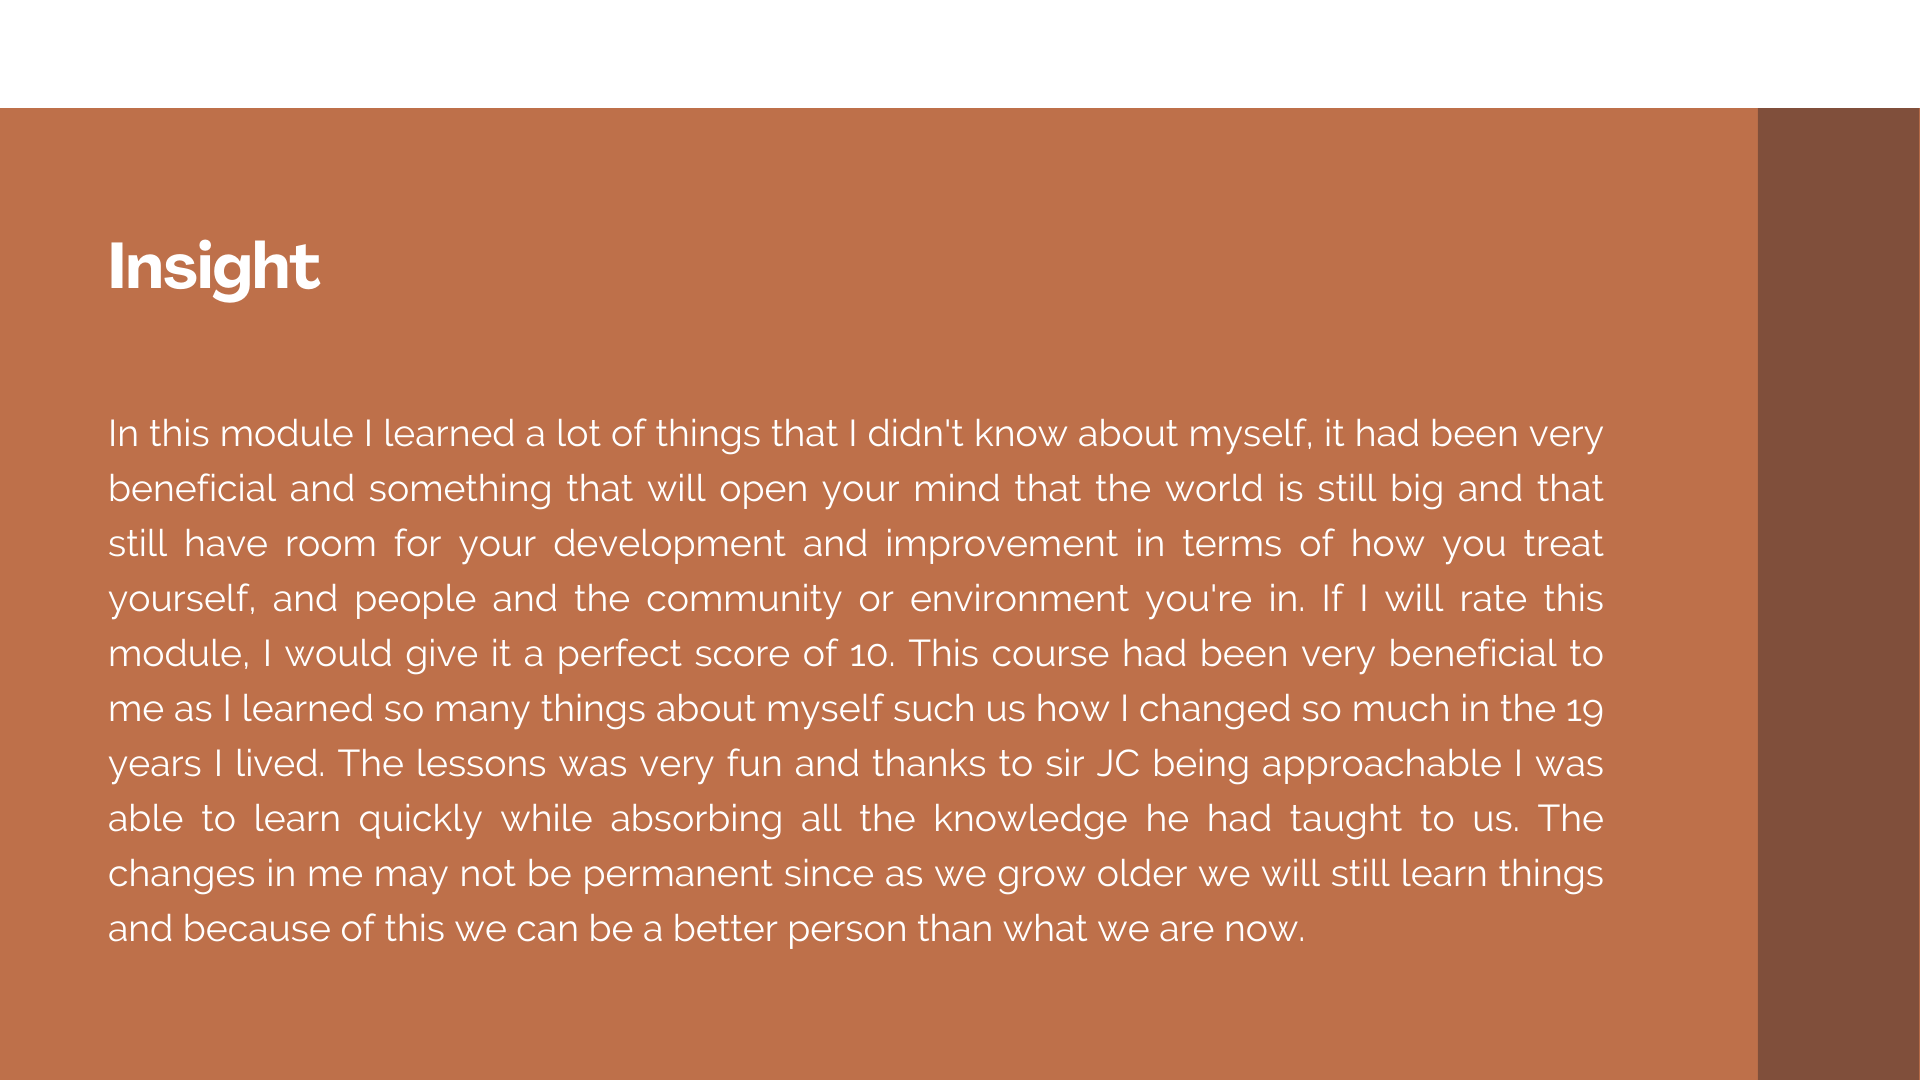 Insight
In this module I learned a lot of things that I didn't know about myself, it had been very
beneficial and something that will open your mind that the world is still big and that
still have room for your development and improvement in terms of how you treat
yourself, and people and the community or environment you're in. If I will rate this
module, I would give it a perfect score of 10. This course had been very beneficial to
me as I learned so many things about myself such us how I changed so much in the 19
years I lived. The lessons was very fun and thanks to sir JC being approachable I was
able to learn quickly while absorbing all the knowledge he had taught to us. The
changes in me may not be permanent since as we grow older we will still learn things
and because of this we can be a better person than what we are now.